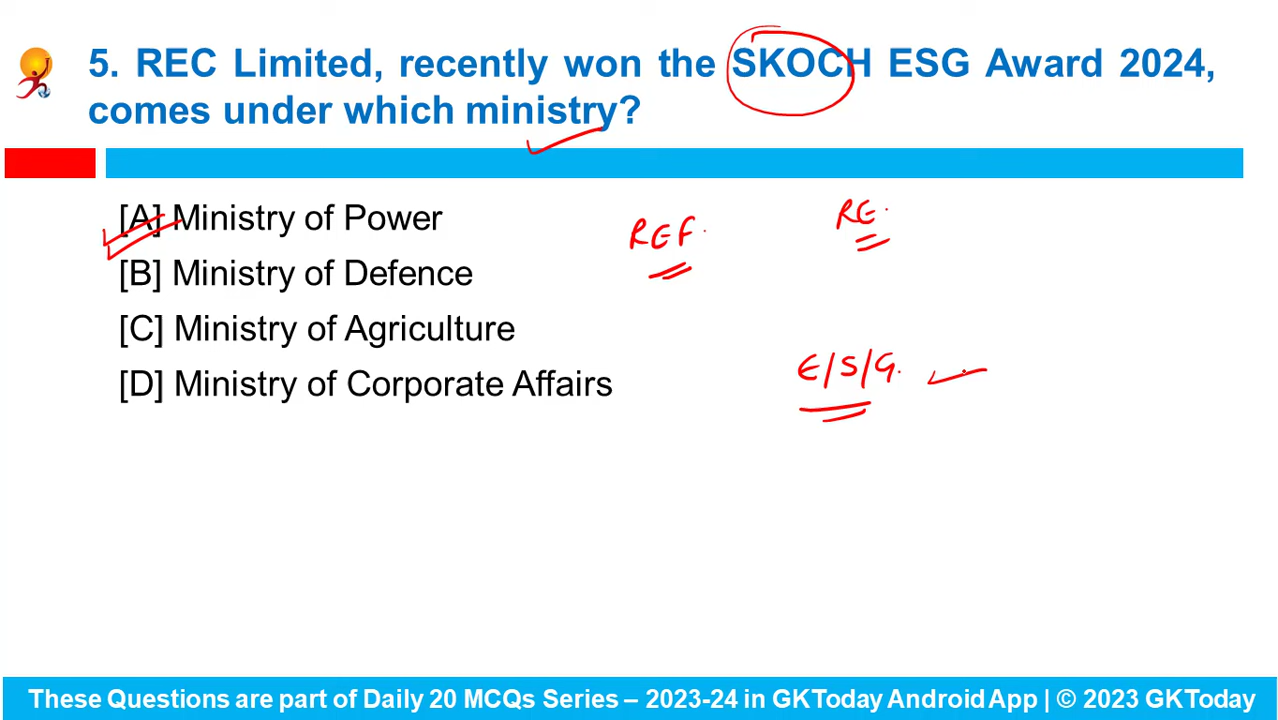 5. REC Limited, recently won the SKOCH ESG Award 2024,
comes under which ministry?
[A] Ministry of Power
REF.
RE.
[B] Ministry of Defence
[C] Ministry of Agriculture
E/S/G.
[D] Ministry of Corporate Affairs
These Questions are part of Daily 20 MCQs Series – 2023-24 in GKToday Android App | © 2023 GKToday